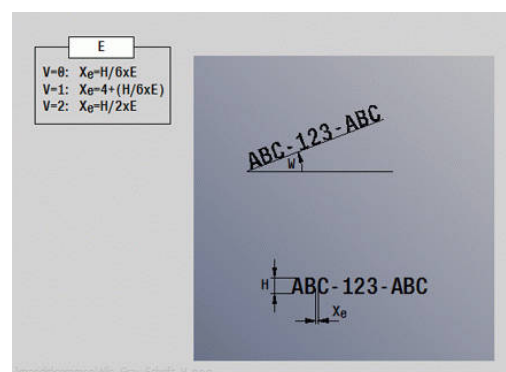 E
V=0: Xe=H/6xE
V=1: Xe=4+(H/6xE)
V=2: Xe=H/2xE
ABC-123-ABC
W
H
ABC-123-ABC
Xe